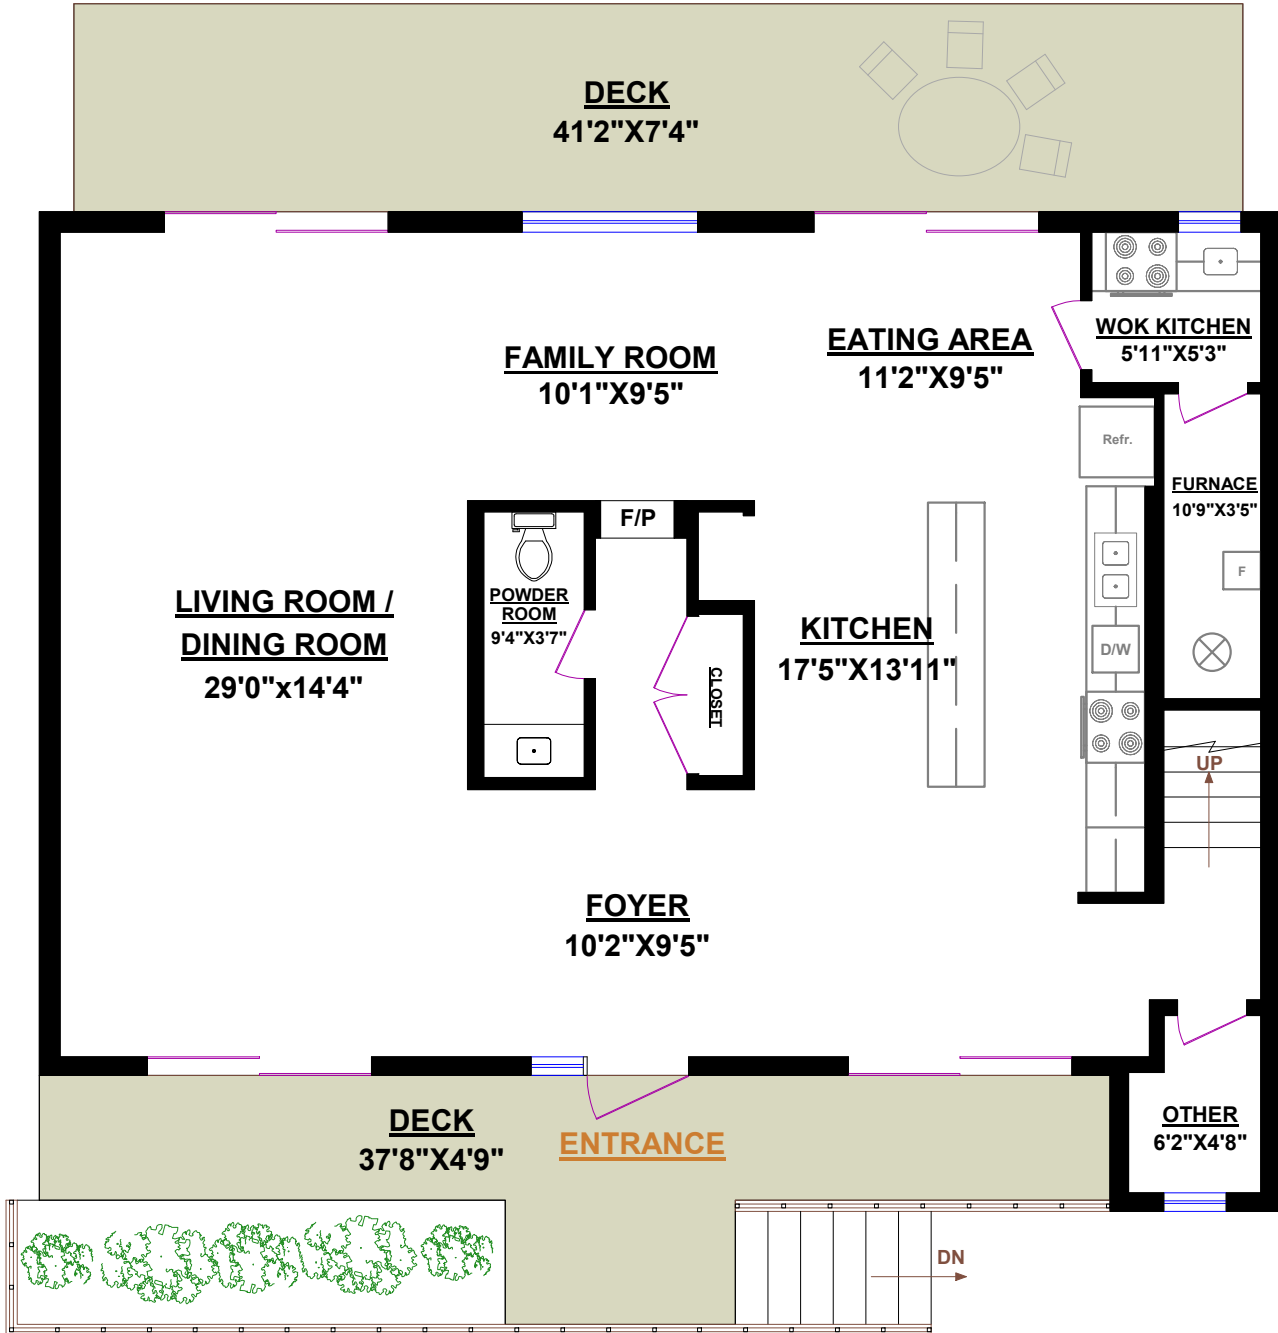 DECK
41'2"X7'4"
WOK KITCHEN
5'11"X5'3"
EATING AREA
11'2"X9'5"
FAMILY ROOM
10'1"X9'5"
Refr.
FURNACE
10'9"X3'5"
F/P
F
POWDER
ROOM
9'4"X3'7"
LIVING ROOM /
DINING ROOM
29'0"x14'4"
KITCHEN
17'5"X13'11"
D/W
CLOSET
UP
FOYER
10'2"X9'5"
DECK
37'8"X4'9"
ENTRANCE
OTHER
6'2"X4'8"
DN